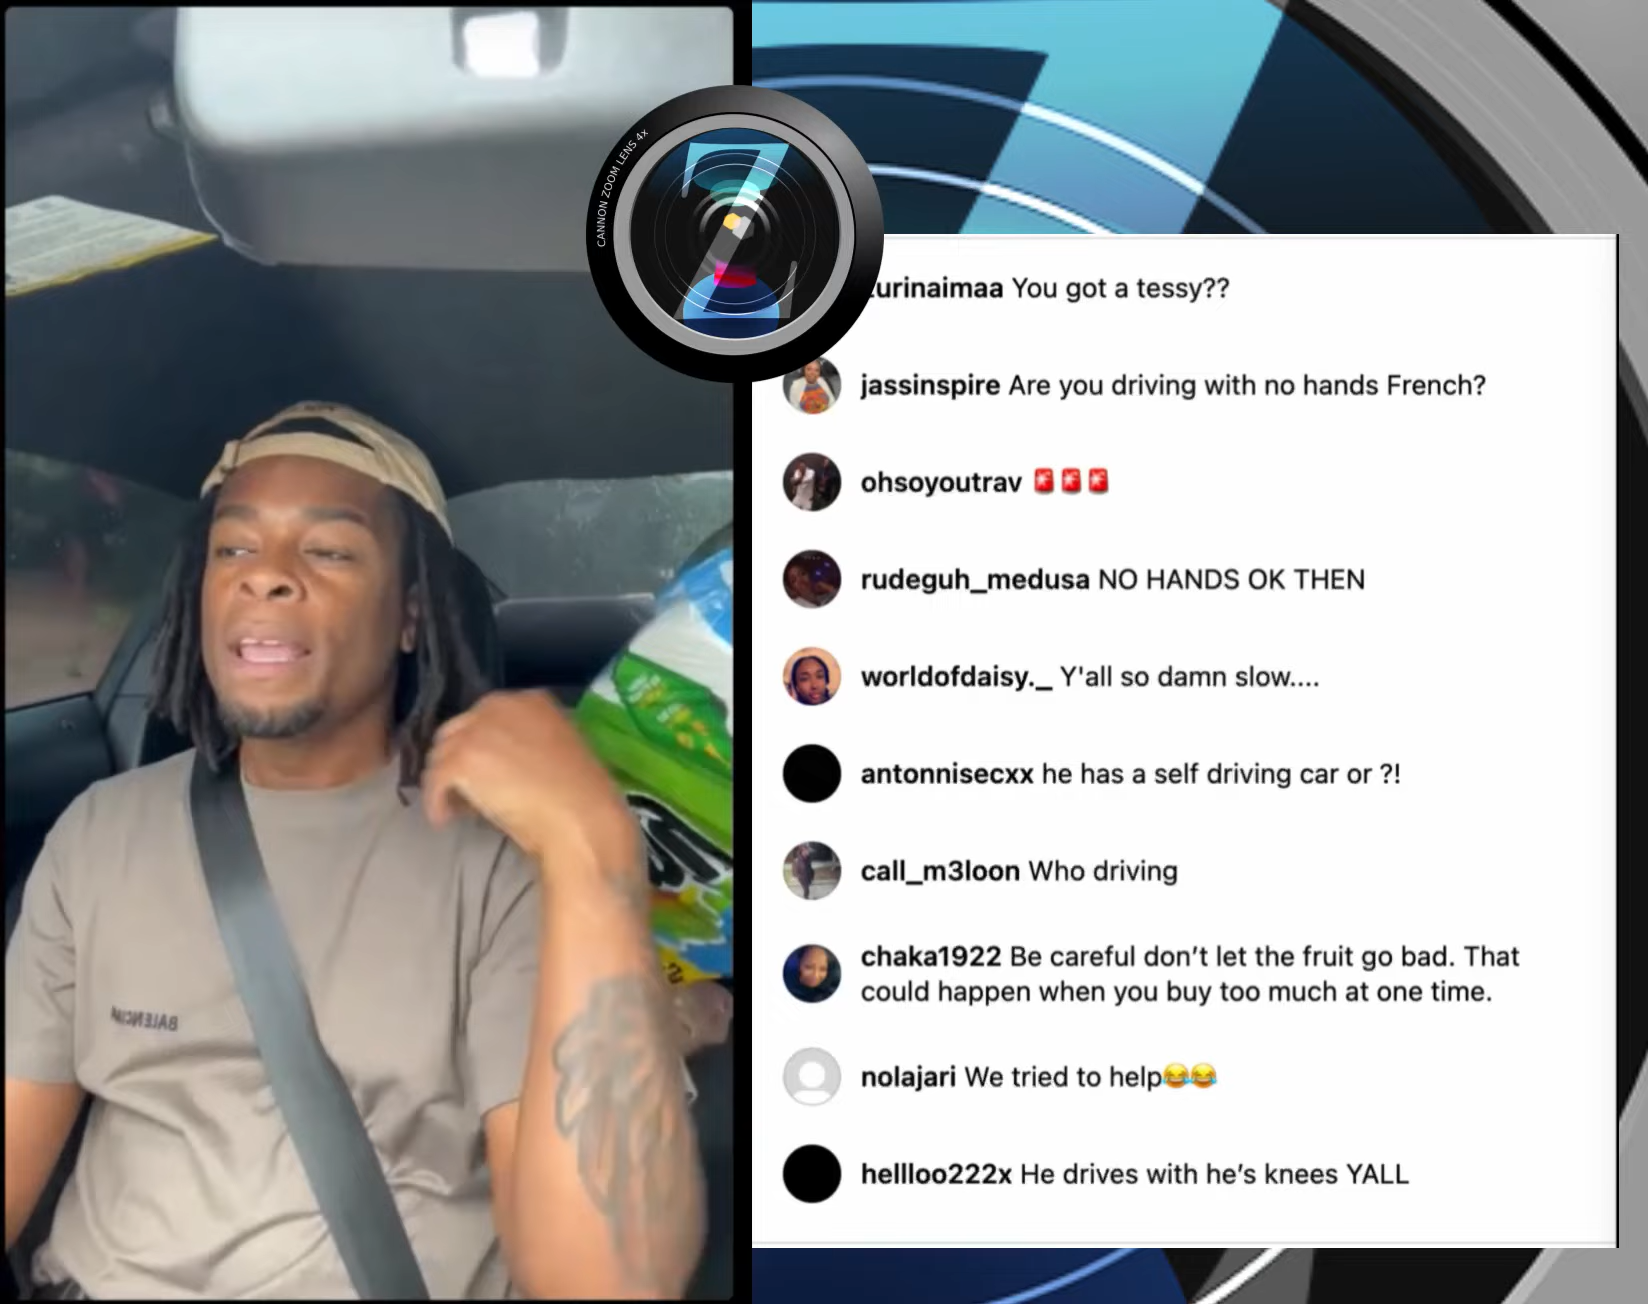 CANNON ZOOM LENS 4x
urinaimaa You got a tessy??
jassinspire Are you driving with no hands French?
ohsoyoutrav 🚨🚨🚨
rudeguh_medusa NO HANDS OK THEN
worldofdaisy._ Y'all so damn slow....
antonnisecxx he has a self driving car or ?!
call_m3loon Who driving
chaka1922 Be careful don’t let the fruit go bad. That
could happen when you buy too much at one time.
nolajari We tried to help😂😂
hellloo222x He drives with he’s knees YALL